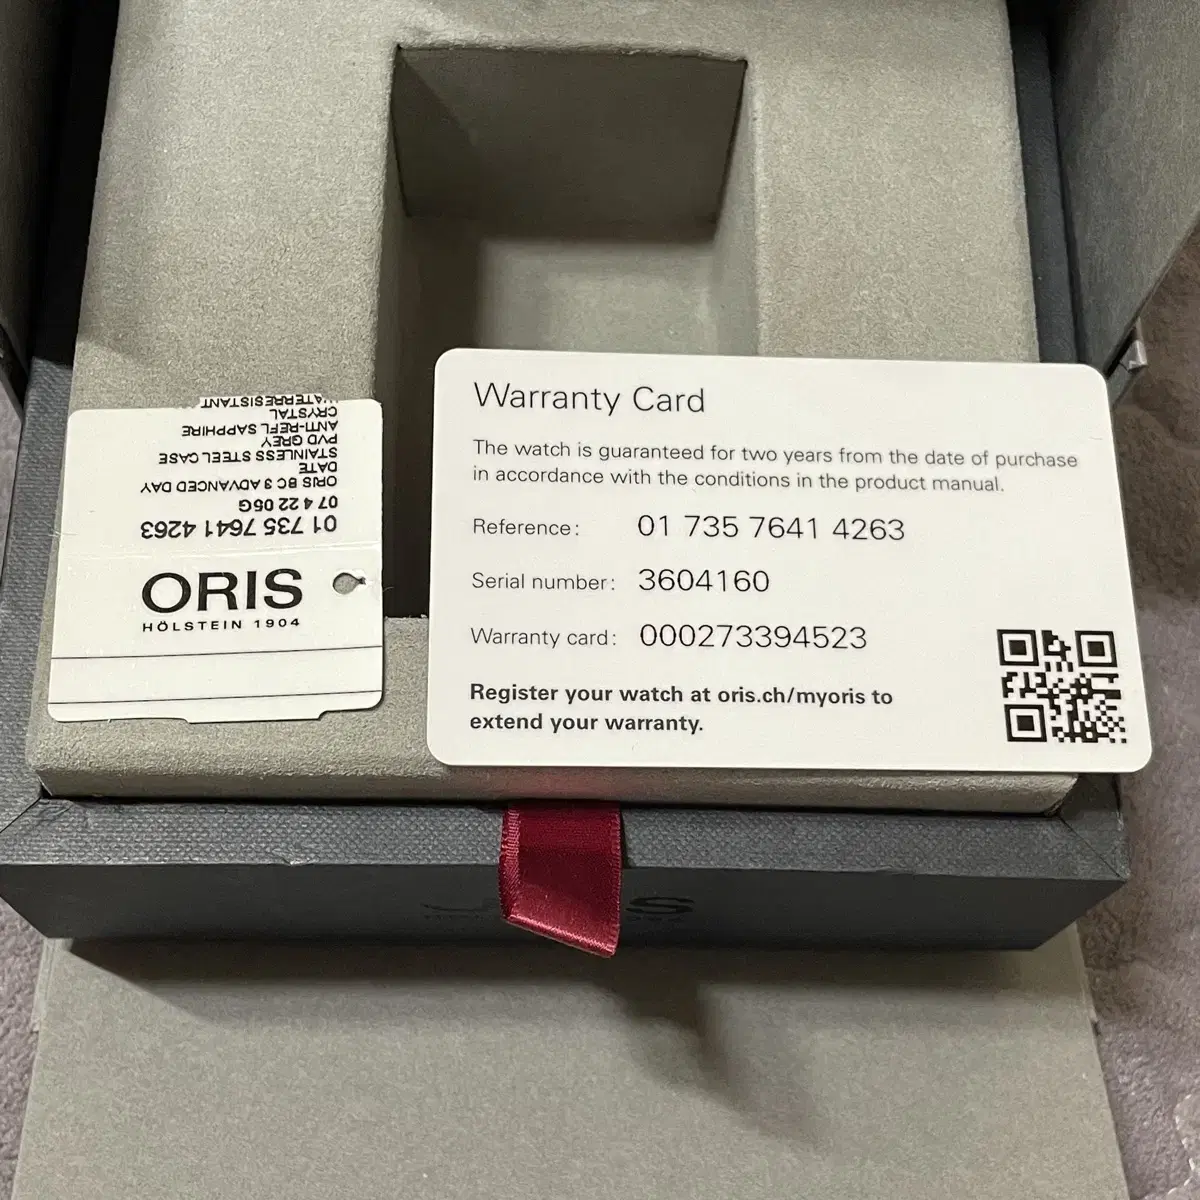 Warranty Card
The watch is guaranteed for two years from the date of purchase
in accordance with the conditions in the product manual.
Reference: 01 735 7641 4263
Serial number: 3604160
Warranty card: 000273394523
Register your watch at oris.ch/myoris to
extend your warranty.
01 735 7641 4263
07 4 22 05G
ORIS BC 3 ADVANCED DAY
DATE
STAINLESS STEEL CASE
PVD GREY
ANTI-REFL SAPPHIRE
CRYSTAL
WATERRESISTANT
ORIS
HÖLSTEIN 1904